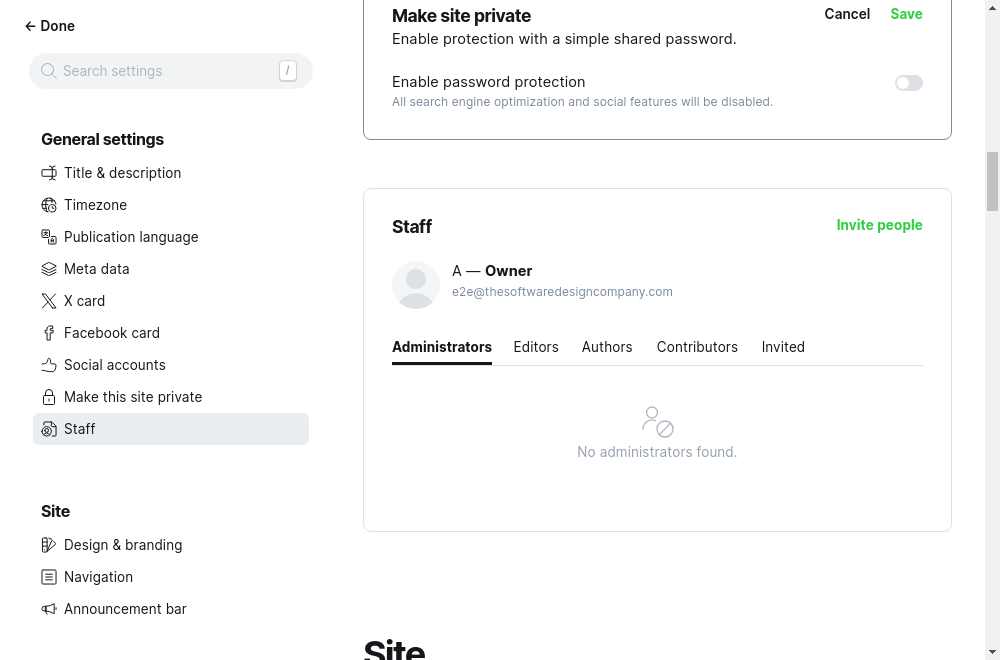 ← Done
Search settings /
General settings
Title & description
Timezone
Publication language
Meta data
X card
Facebook card
Social accounts
Make this site private
Staff
Site
Design & branding
Navigation
Announcement bar
Make site private
Cancel Save
Enable protection with a simple shared password.
Enable password protection
All search engine optimization and social features will be disabled.
Staff
Invite people
A — Owner
e2e@thesoftwaredesigncompany.com
Administrators Editors Authors Contributors Invited
No administrators found.
Site